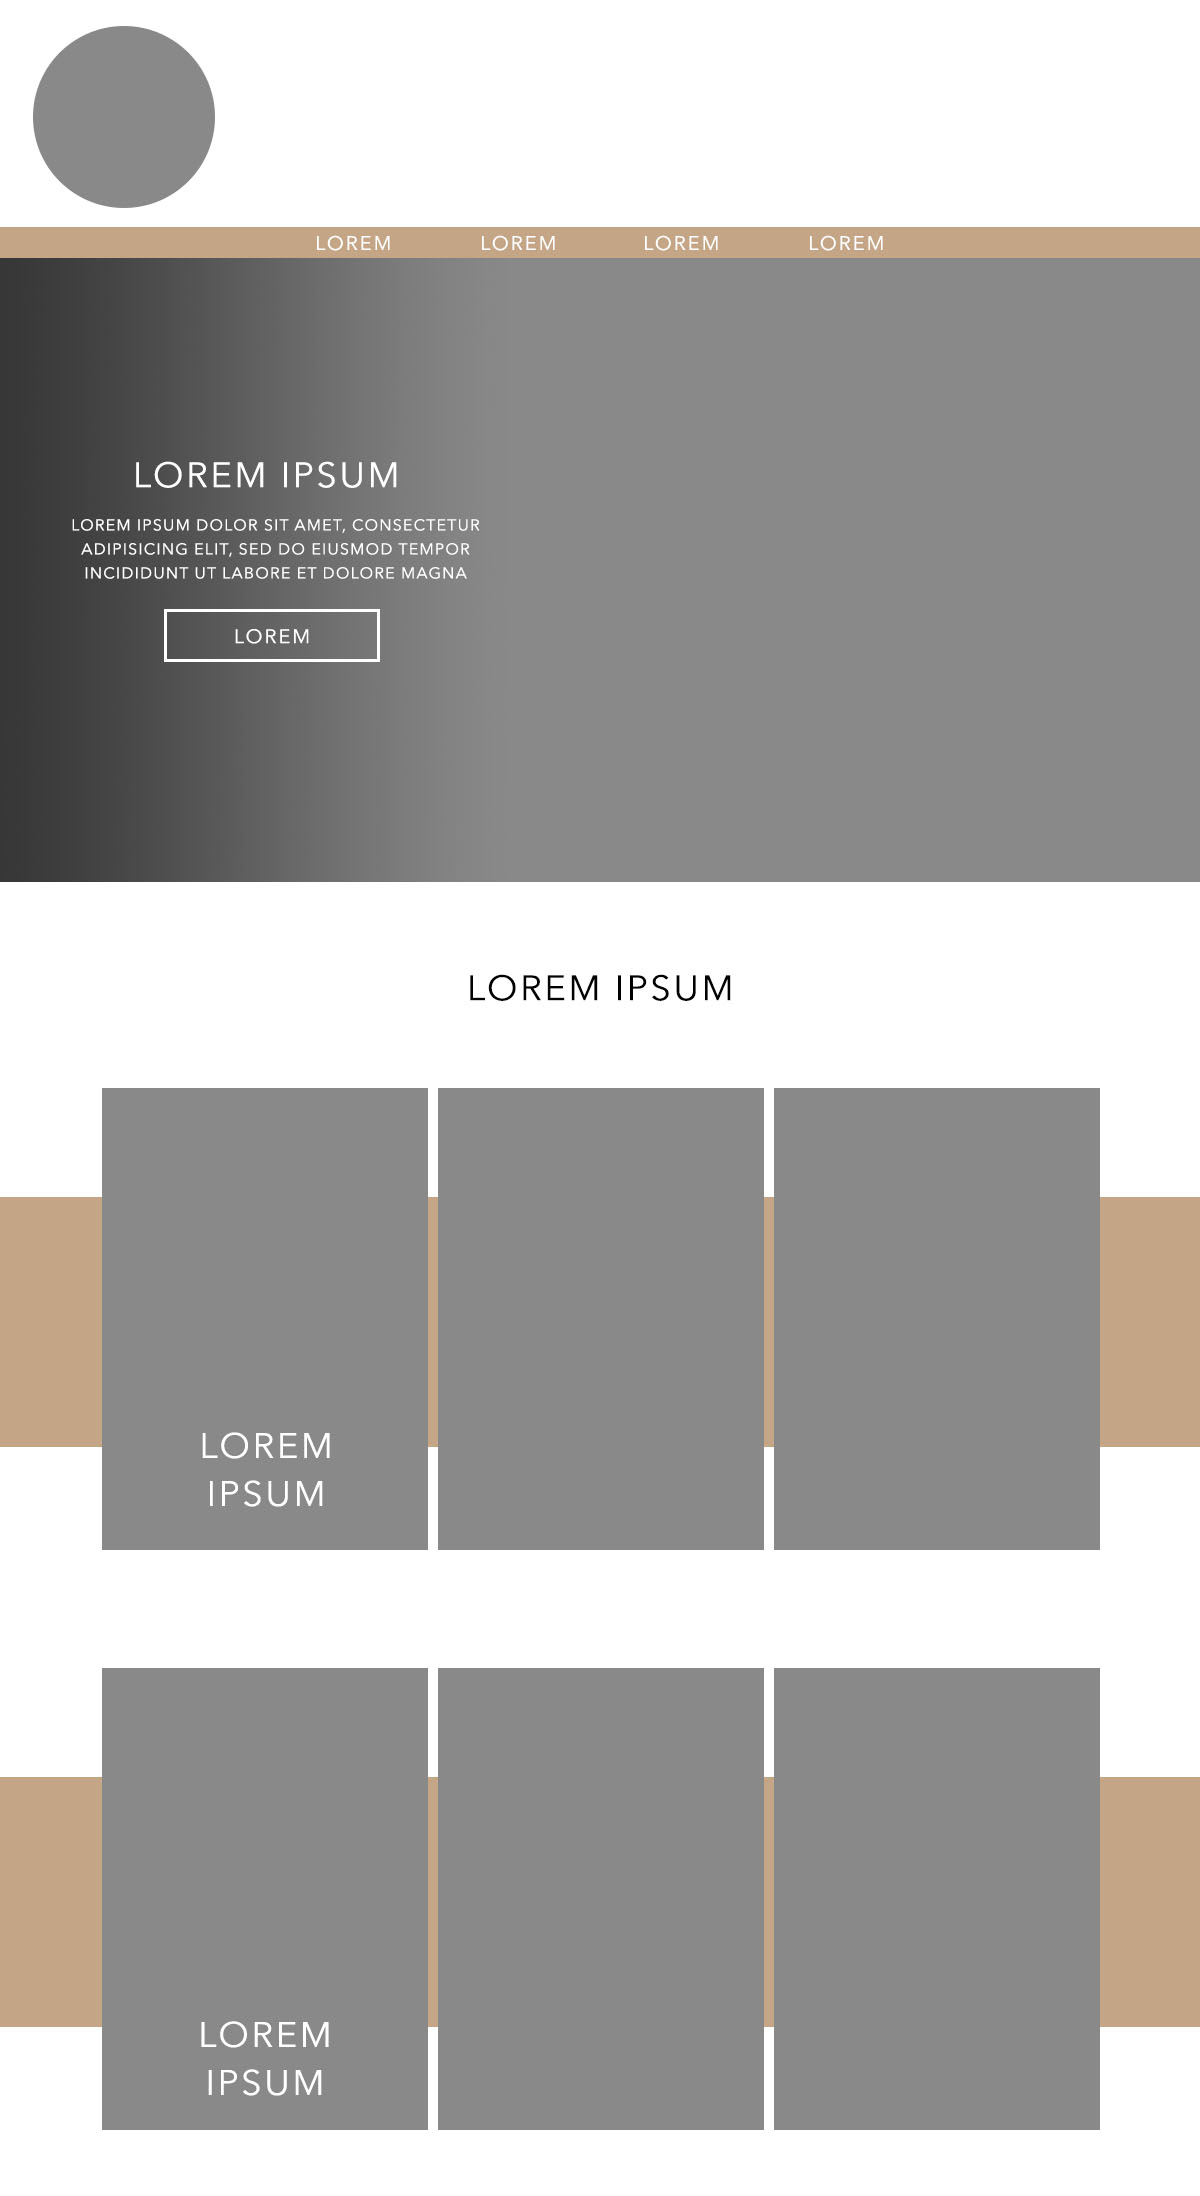 LOREM LOREM LOREM LOREM
LOREM IPSUM
LOREM IPSUM DOLOR SIT AMET, CONSECTETUR
ADIPISICING ELIT, SED DO EIUSMOD TEMPOR
INCIDIDUNT UT LABORE ET DOLORE MAGNA
LOREM
LOREM IPSUM
LOREM
IPSUM
LOREM
IPSUM